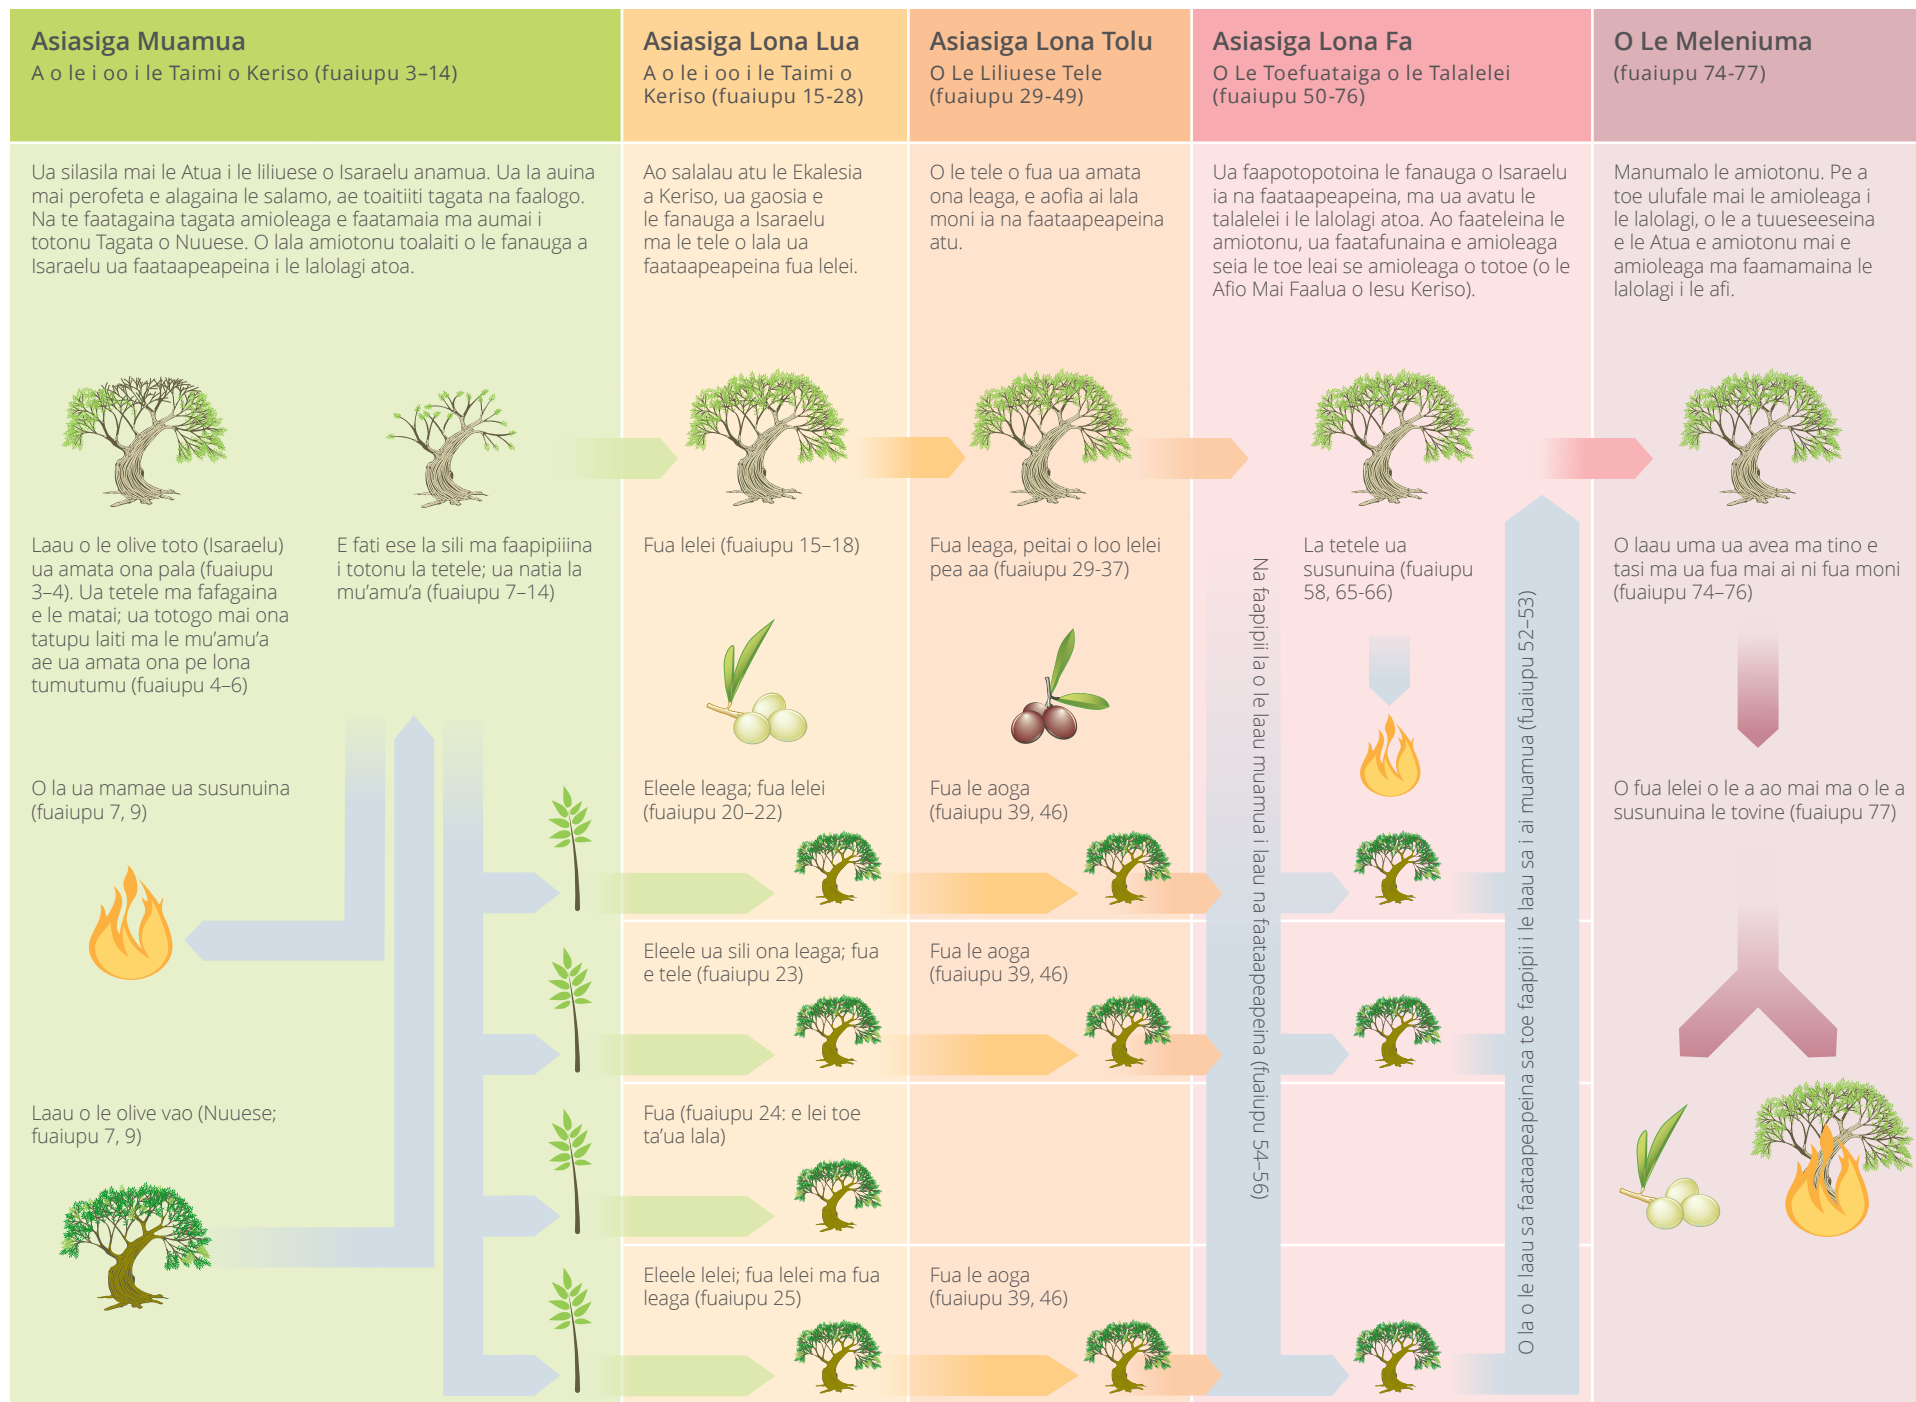 Asiasiga Muamua
A o le i oo i le Taimi o Keriso (fuaiupu 3–14)
Ua silasila mai le Atua i le liliuese o Isaraelu anamua. Ua Ia auina
mai perofeta e alagaina le salamo, ae toaitiiti tagata na faalogo.
Na te faatagaina tagata amioleaga e faatamaia ma aumai i
totonu Tagata o Nuuese. O lala amiotonu toalaiti o le fanauga a
Isaraelu ua faataapeapeina i le lalolagi atoa.
Laau o le olive toto (Isaraelu)
ua amata ona pala (fuaiupu
3–4). Ua tetele ma fafagaina
e le matai; ua totogo mai ona
tatupu laiti ma le mu’amu’a
ae ua amata ona pe lona
tumutumu (fuaiupu 4–6)
E fati ese la sili ma faapipiiina
i totonu la tetele; ua natia la
mu’amu’a (fuaiupu 7–14)
O la ua mamae ua susunuina
(fuaiupu 7, 9)
Laau o le olive vao (Nuuese;
fuaiupu 7, 9)
Asiasiga Lona Lua
A o le i oo i le Taimi o
Keriso (fuaiupu 15-28)
Ao salalau atu le Ekalesia
a Keriso, ua gaosia e
le fanauga a Isaraelu
ma le tele o lala ua
faataapeapeina fua lelei.
Fua lelei (fuaiupu 15–18)
Eleele leaga; fua lelei
(fuaiupu 20–22)
Eleele ua sili ona leaga; fua
e tele (fuaiupu 23)
Fua (fuaiupu 24: e lei toe
ta’ua lala)
Eleele lelei; fua lelei ma fua
leaga (fuaiupu 25)
Asiasiga Lona Tolu
O Le Liliuese Tele
(fuaiupu 29-49)
O le tele o fua ua amata
ona leaga, e aofia ai lala
moni ia na faataapeapeina
atu.
Fua leaga, peitai o loo lelei
pea aa (fuaiupu 29-37)
Fua le aoga
(fuaiupu 39, 46)
Fua le aoga
(fuaiupu 39, 46)
Fua le aoga
(fuaiupu 39, 46)
Asiasiga Lona Fa
O Le Toefuataiga o le Talalelei
(fuaiupu 50-76)
Ua faapotopotoina le fanauga o Isaraelu
ia na faataapeapeina, ma ua avatu le
talalelei i le lalolagi atoa. Ao faateleina le
amiotonu, ua faatafunaina e amioleaga
seia le toe leai se amioleaga o totoe (o le
Afio Mai Faalua o Iesu Keriso).
Na faapipii la o le laau muamua i laau na faataapeapeina (fuaiupu 54–56)
La tetele ua
susunuina (fuaiupu
58, 65-66)
O la o le laau sa faataapeapeina sa toe faapipii i le laau sa i ai muamua (fuaiupu 52–53)
O Le Meleniuma
(fuaiupu 74-77)
Manumalo le amiotonu. Pe a
toe ulufale mai le amioleaga i
le lalolagi, o le a tuueseeseina
e le Atua e amiotonu mai e
amioleaga ma faamamaina le
lalolagi i le afi.
O laau uma ua avea ma tino e
tasi ma ua fua mai ai ni fua moni
(fuaiupu 74–76)
O fua lelei o le a ao mai ma o le a
susunuina le tovine (fuaiupu 77)